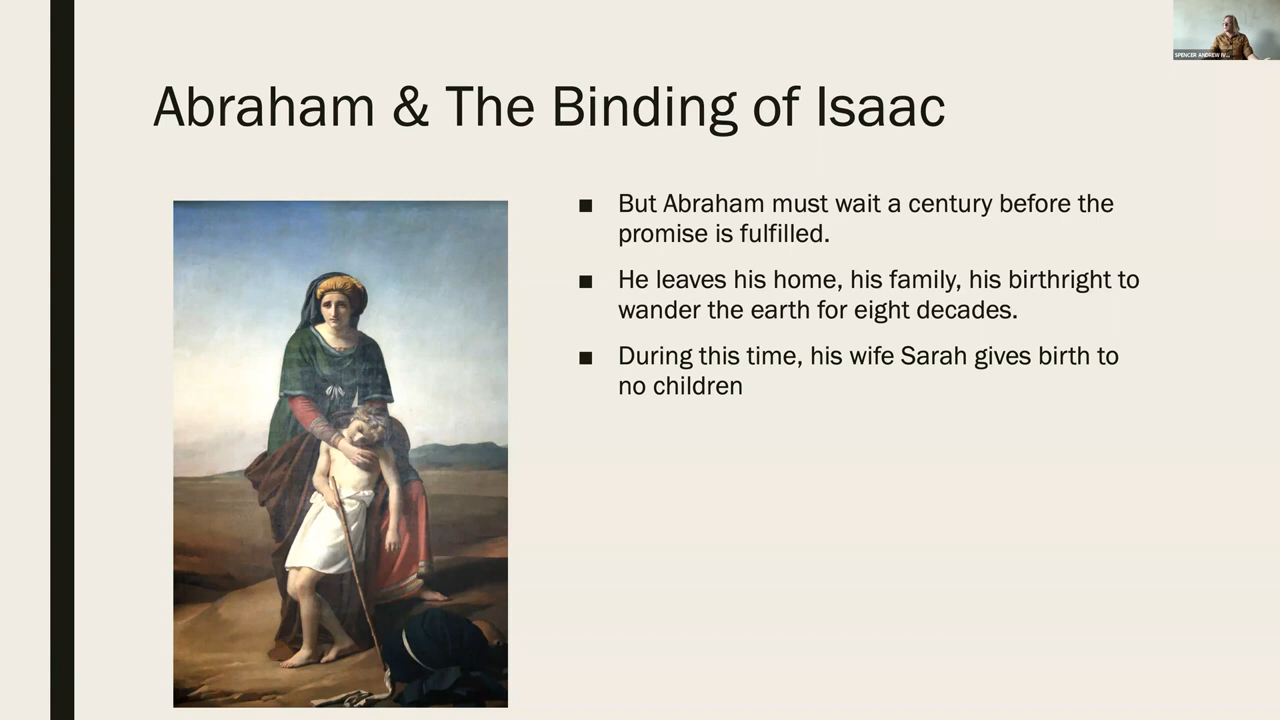 SPENCER ANDREW IV...
Abraham & The Binding of Isaac
■ But Abraham must wait a century before the
promise is fulfilled.
■ He leaves his home, his family, his birthright to
wander the earth for eight decades.
■ During this time, his wife Sarah gives birth to
no children